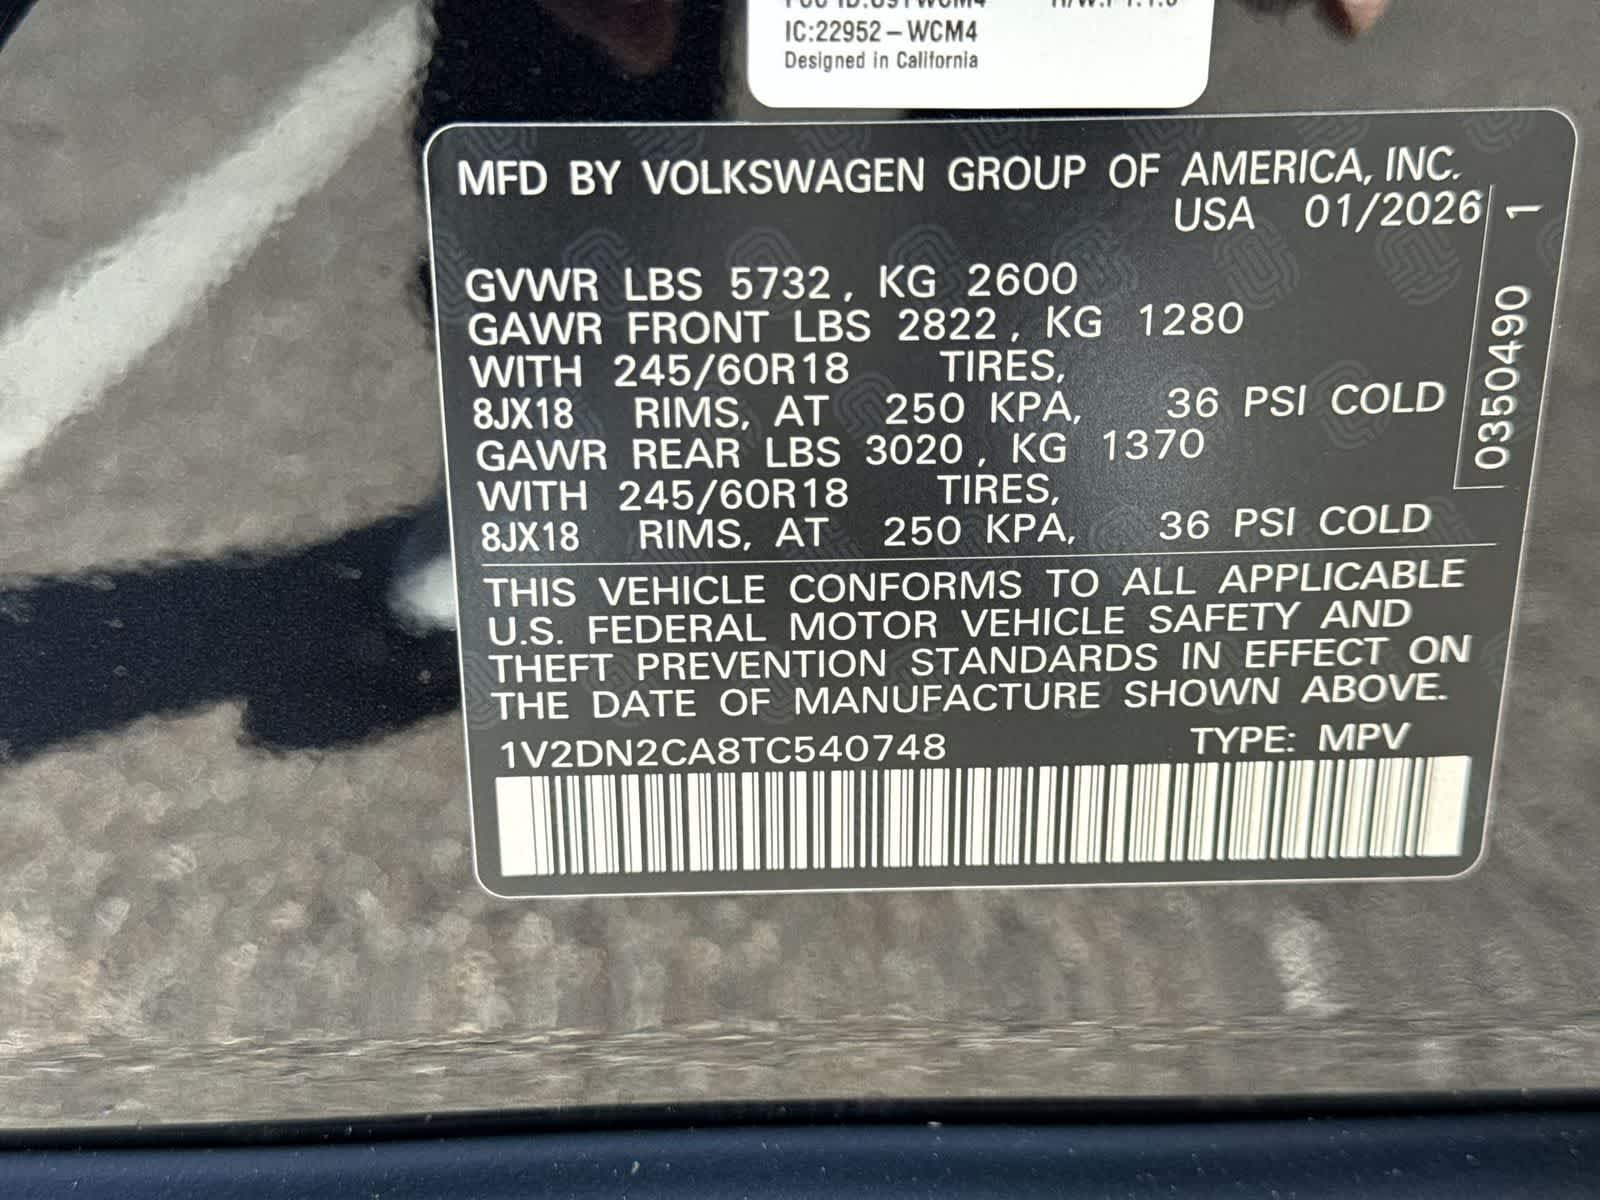 IC:22952-WCM4
Designed in California
MFD BY VOLKSWAGEN GROUP OF AMERICA, INC.
USA 01/2026
GVWR LBS 5732, KG 2600
GAWR FRONT LBS 2822, KG 1280
WITH 245/60R18 TIRES,
8JX18 RIMS, AT 250 KPA, 36 PSI COLD
GAWR REAR LBS 3020, KG 1370
WITH 245/60R18 TIRES,
8JX18 RIMS, AT 250 KPA, 36 PSI COLD
0350490 1
THIS VEHICLE CONFORMS TO ALL APPLICABLE
U.S. FEDERAL MOTOR VEHICLE SAFETY AND
THEFT PREVENTION STANDARDS IN EFFECT ON
THE DATE OF MANUFACTURE SHOWN ABOVE.
1V2DN2CA8TC540748 TYPE: MPV